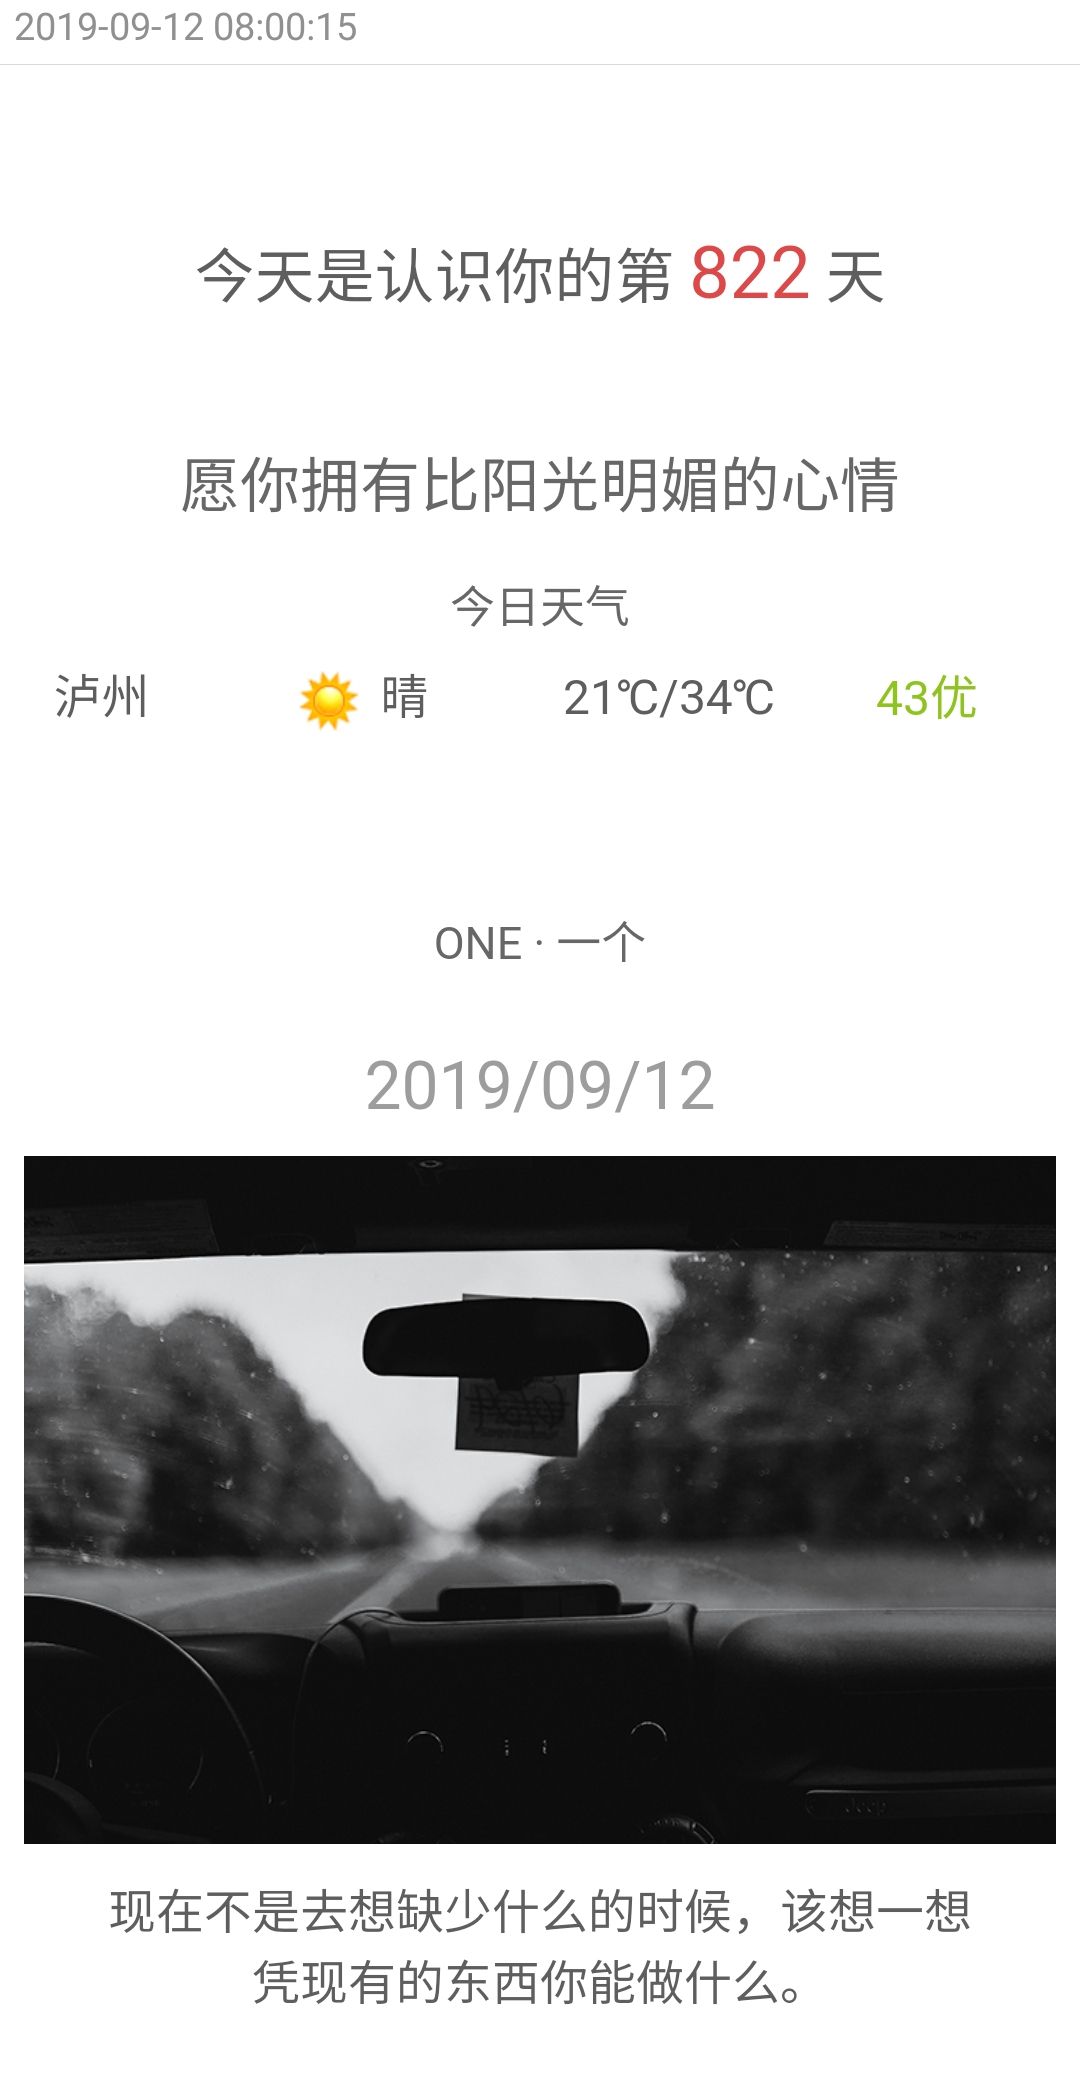 2019-09-12 08:00:15
今天是认识你的第 822 天
愿你拥有比阳光明媚的心情
今日天气
泸州 晴 21℃/34℃ 43优
ONE · 一个
2019/09/12
Jeep
现在不是去想缺少什么的时候，该想一想
凭现有的东西你能做什么。